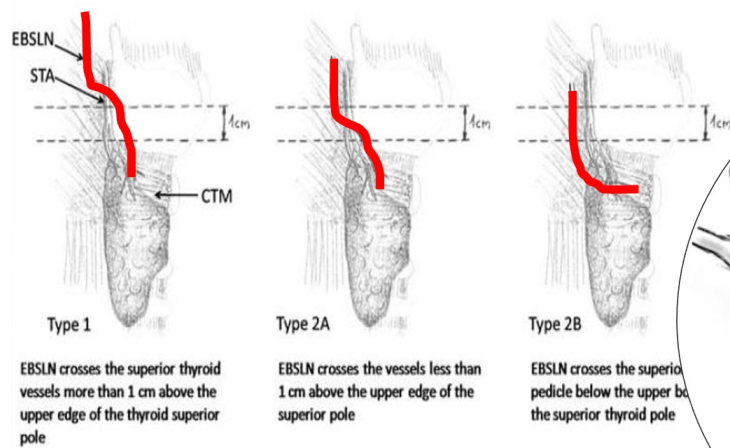 EBSLN
STA
1cm
1cm
1cm
CTM
Type 1
Type 2A
Type 2B
EBSLN crosses the superior thyroid
vessels more than 1 cm above the
upper edge of the thyroid superior
pole
EBSLN crosses the vessels less than
1 cm above the upper edge of the
superior pole
EBSLN crosses the
pedicle below the upper
the superior thyroid pole